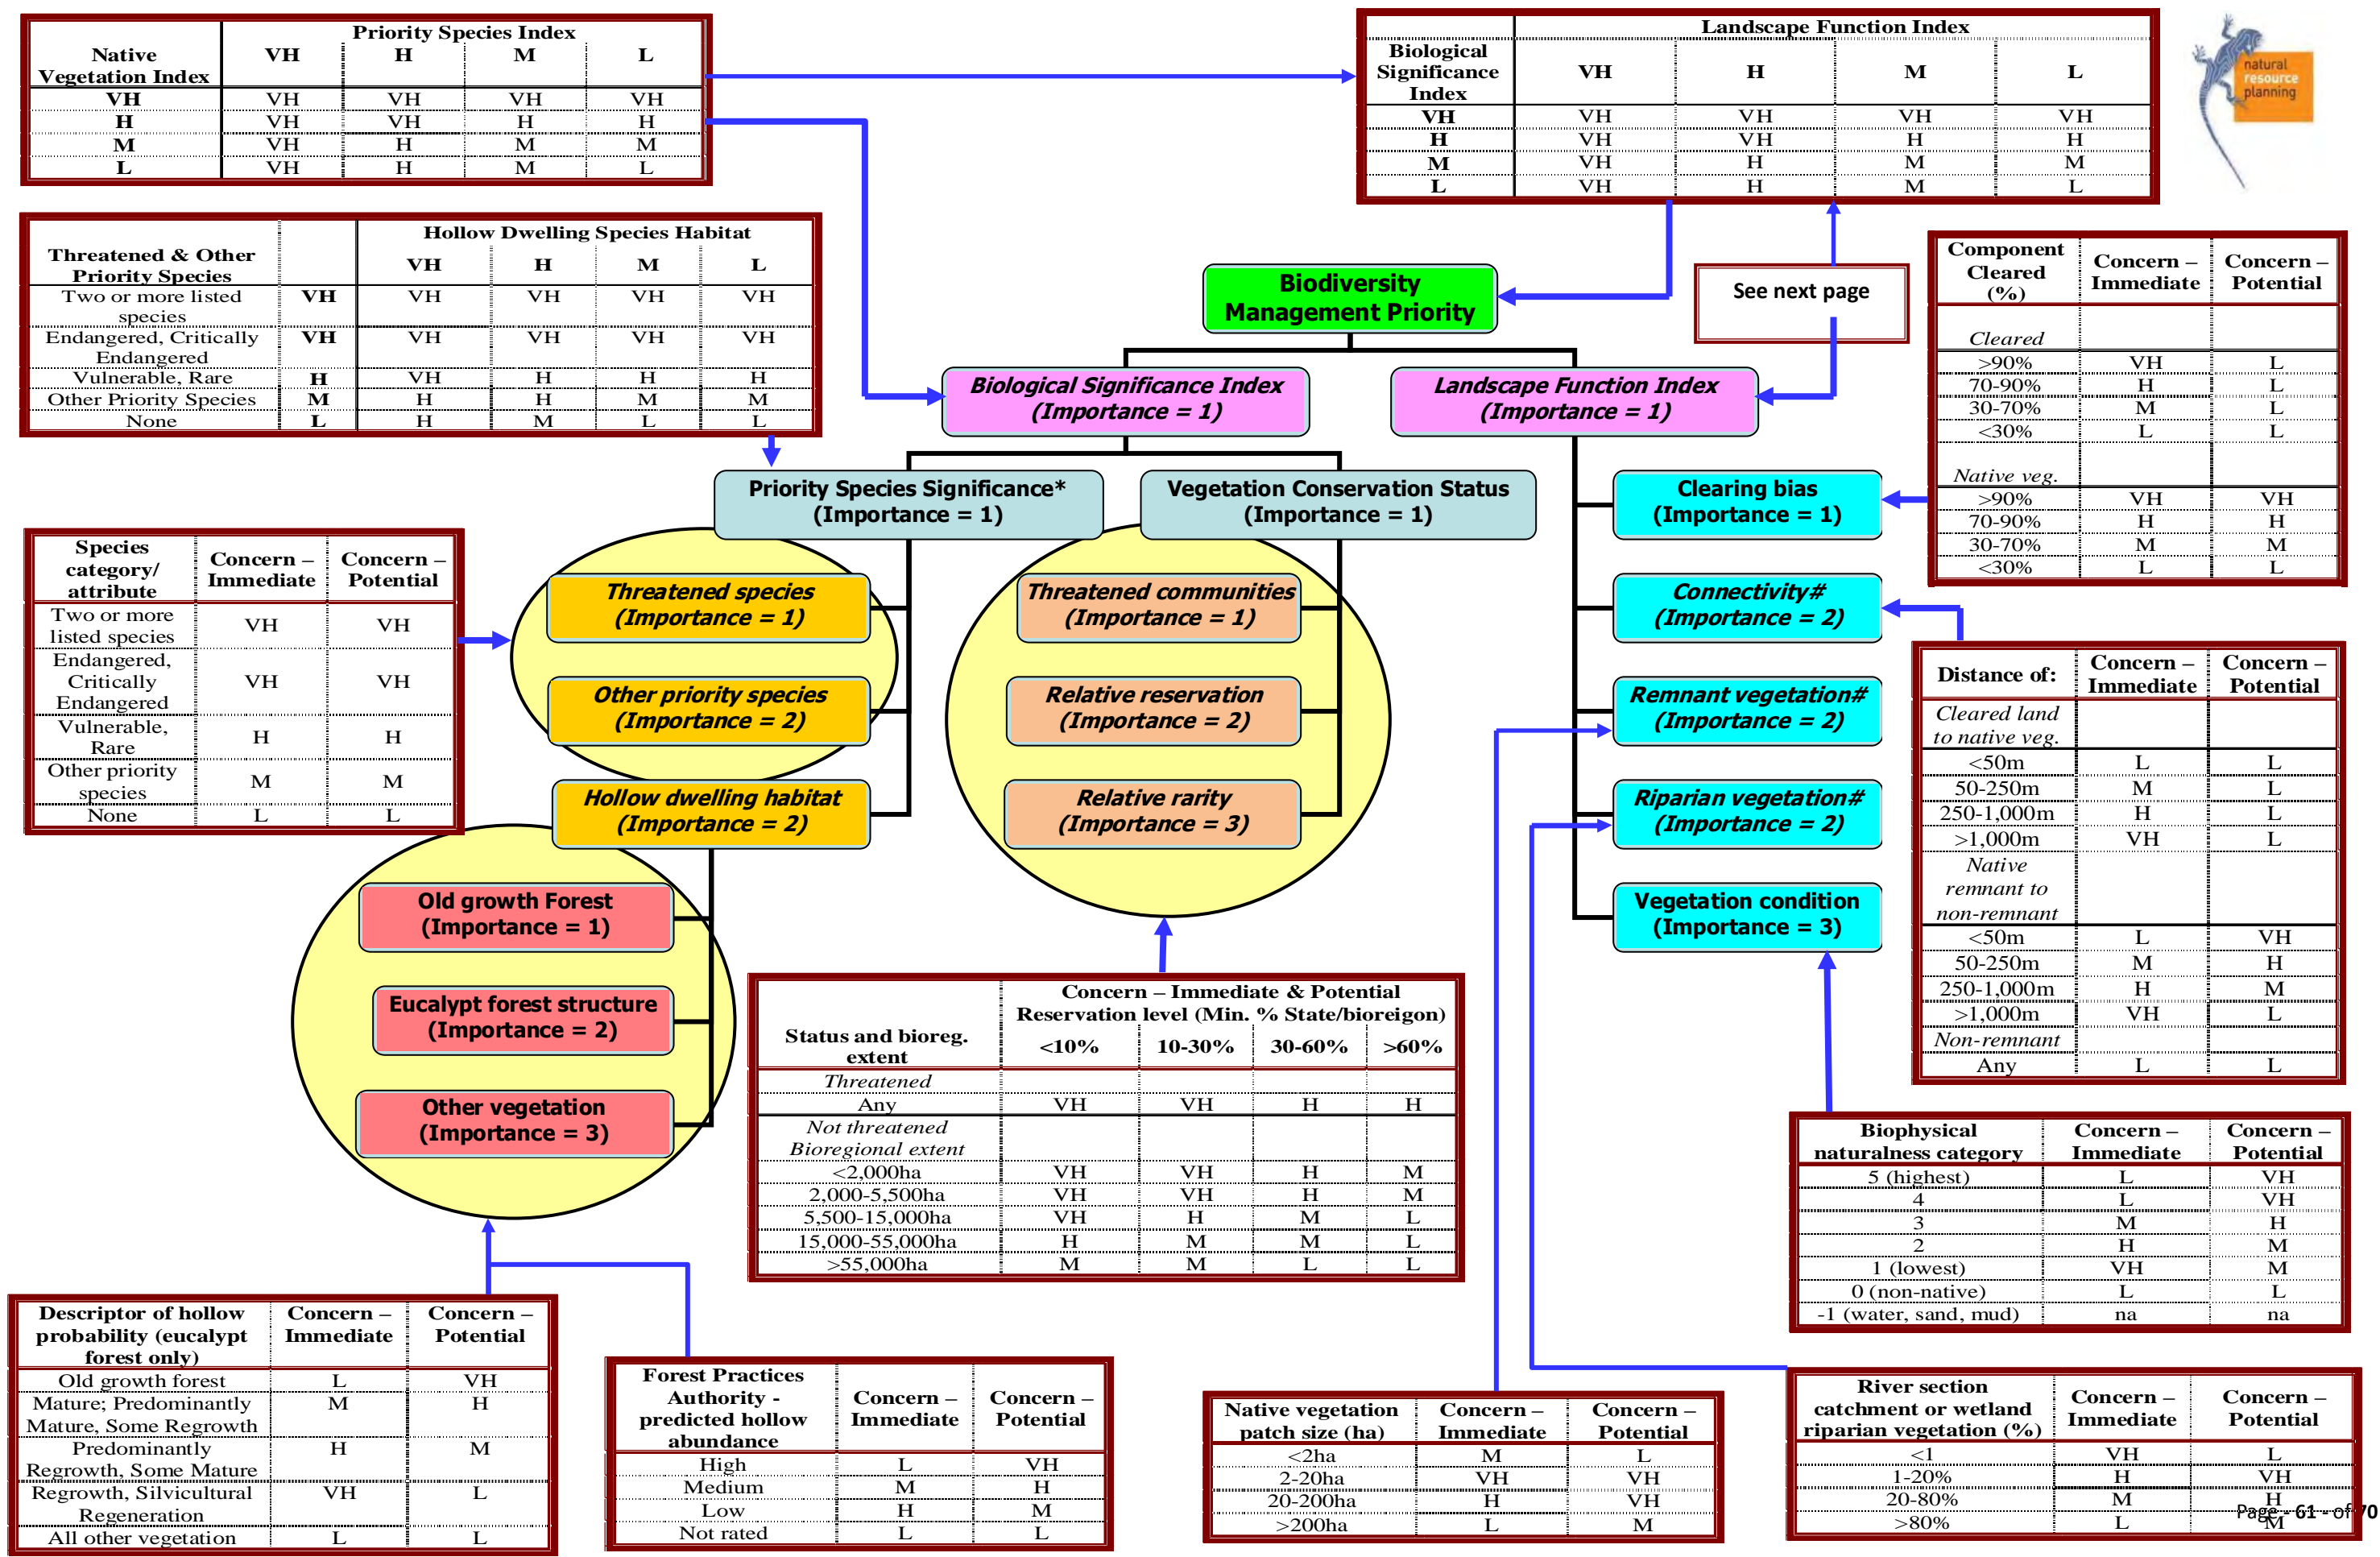 Priority Species Index
Native Vegetation Index VH H M L
VH VH VH VH VH
H VH VH H H
M VH H M M
L VH H M L
Landscape Function Index
Biological Significance Index VH H M L
VH VH VH VH VH
H VH VH H H
M VH H M M
L VH H M L
natural
resource
planning
Hollow Dwelling Species Habitat
Threatened & Other Priority Species VH H M L
Two or more listed species VH VH VH VH VH
Endangered, Critically Endangered VH VH VH VH VH
Vulnerable, Rare H VH H H H
Other Priority Species M H H M M
None L H M L L
Biodiversity
Management Priority
See next page
Component Cleared (%) Concern – Immediate Concern – Potential
Cleared
>90% VH L
70-90% H L
30-70% M L
<30% L L
Native veg.
>90% VH VH
70-90% H H
30-70% M M
<30% L L
Biological Significance Index
(Importance = 1)
Landscape Function Index
(Importance = 1)
Priority Species Significance*
(Importance = 1)
Vegetation Conservation Status
(Importance = 1)
Clearing bias
(Importance = 1)
Species category/ attribute Concern – Immediate Concern – Potential
Two or more listed species VH VH
Endangered, Critically Endangered VH VH
Vulnerable, Rare H H
Other priority species M M
None L L
Threatened species
(Importance = 1)
Other priority species
(Importance = 2)
Hollow dwelling habitat
(Importance = 2)
Threatened communities
(Importance = 1)
Relative reservation
(Importance = 2)
Relative rarity
(Importance = 3)
Connectivity#
(Importance = 2)
Remnant vegetation#
(Importance = 2)
Riparian vegetation#
(Importance = 2)
Vegetation condition
(Importance = 3)
Distance of: Concern – Immediate Concern – Potential
Cleared land to native veg.
<50m L L
50-250m M L
250-1,000m H L
>1,000m VH L
Native remnant to non-remnant
<50m L VH
50-250m M H
250-1,000m H M
>1,000m VH L
Non-remnant
Any L L
Old growth Forest
(Importance = 1)
Eucalypt forest structure
(Importance = 2)
Other vegetation
(Importance = 3)
Concern – Immediate & Potential
Reservation level (Min. % State/bioreigon)
Status and bioreg. extent <10% 10-30% 30-60% >60%
Threatened
Any VH VH H H
Not threatened
Bioregional extent
<2,000ha VH VH H M
2,000-5,500ha VH VH H M
5,500-15,000ha VH H M L
15,000-55,000ha H M M L
>55,000ha M M L L
Biophysical naturalness category Concern – Immediate Concern – Potential
5 (highest) L VH
4 L VH
3 M H
2 H M
1 (lowest) VH M
0 (non-native) L L
-1 (water, sand, mud) na na
Descriptor of hollow probability (eucalypt forest only) Concern – Immediate Concern – Potential
Old growth forest L VH
Mature; Predominantly Mature, Some Regrowth M H
Predominantly Regrowth, Some Mature H M
Regrowth, Silvicultural Regeneration VH L
All other vegetation L L
Forest Practices Authority - predicted hollow abundance Concern – Immediate Concern – Potential
High L VH
Medium M H
Low H M
Not rated L L
Native vegetation patch size (ha) Concern – Immediate Concern – Potential
<2ha M L
2-20ha VH VH
20-200ha H VH
>200ha L M
River section catchment or wetland riparian vegetation (%) Concern – Immediate Concern – Potential
<1 VH L
1-20% H VH
20-80% M H
>80% L M
Page - 61 - of 70